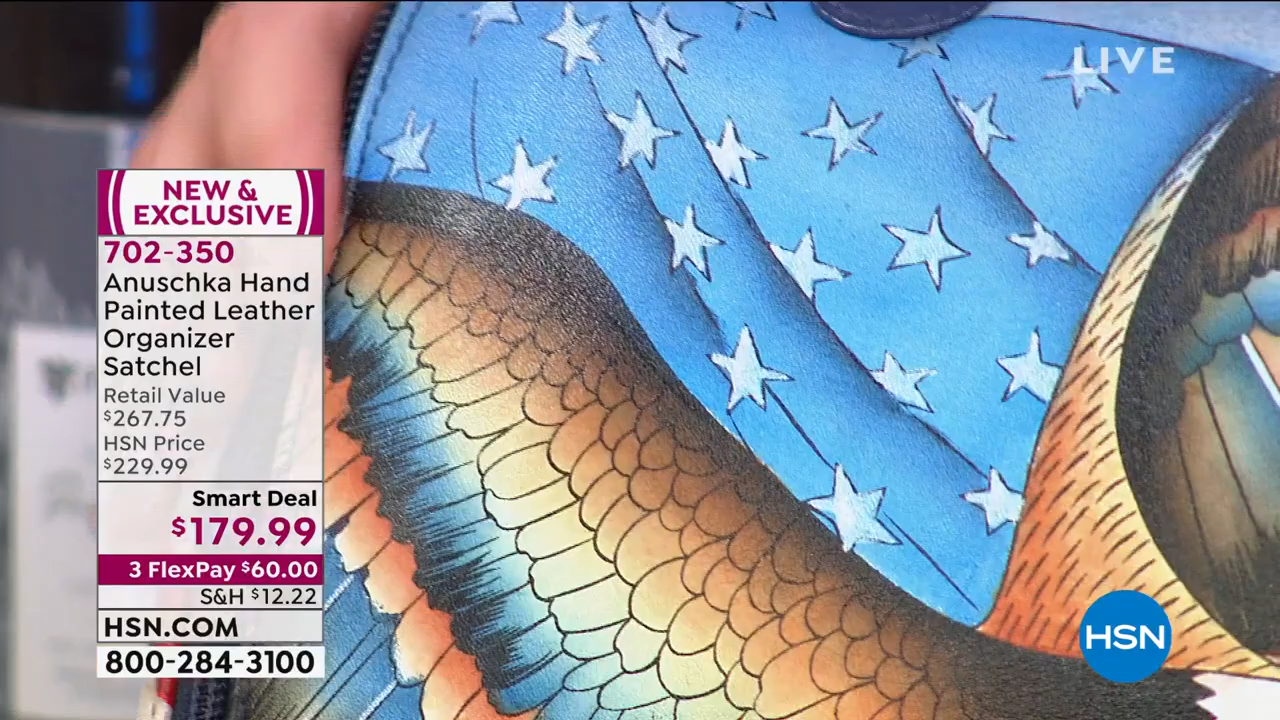 LIVE
NEW &
EXCLUSIVE
702-350
Anuschka Hand
Painted Leather
Organizer
Satchel
Retail Value
$267.75
HSN Price
$229.99
Smart Deal
$179.99
3 FlexPay $60.00
S&H $12.22
HSN.COM
800-284-3100
HSN